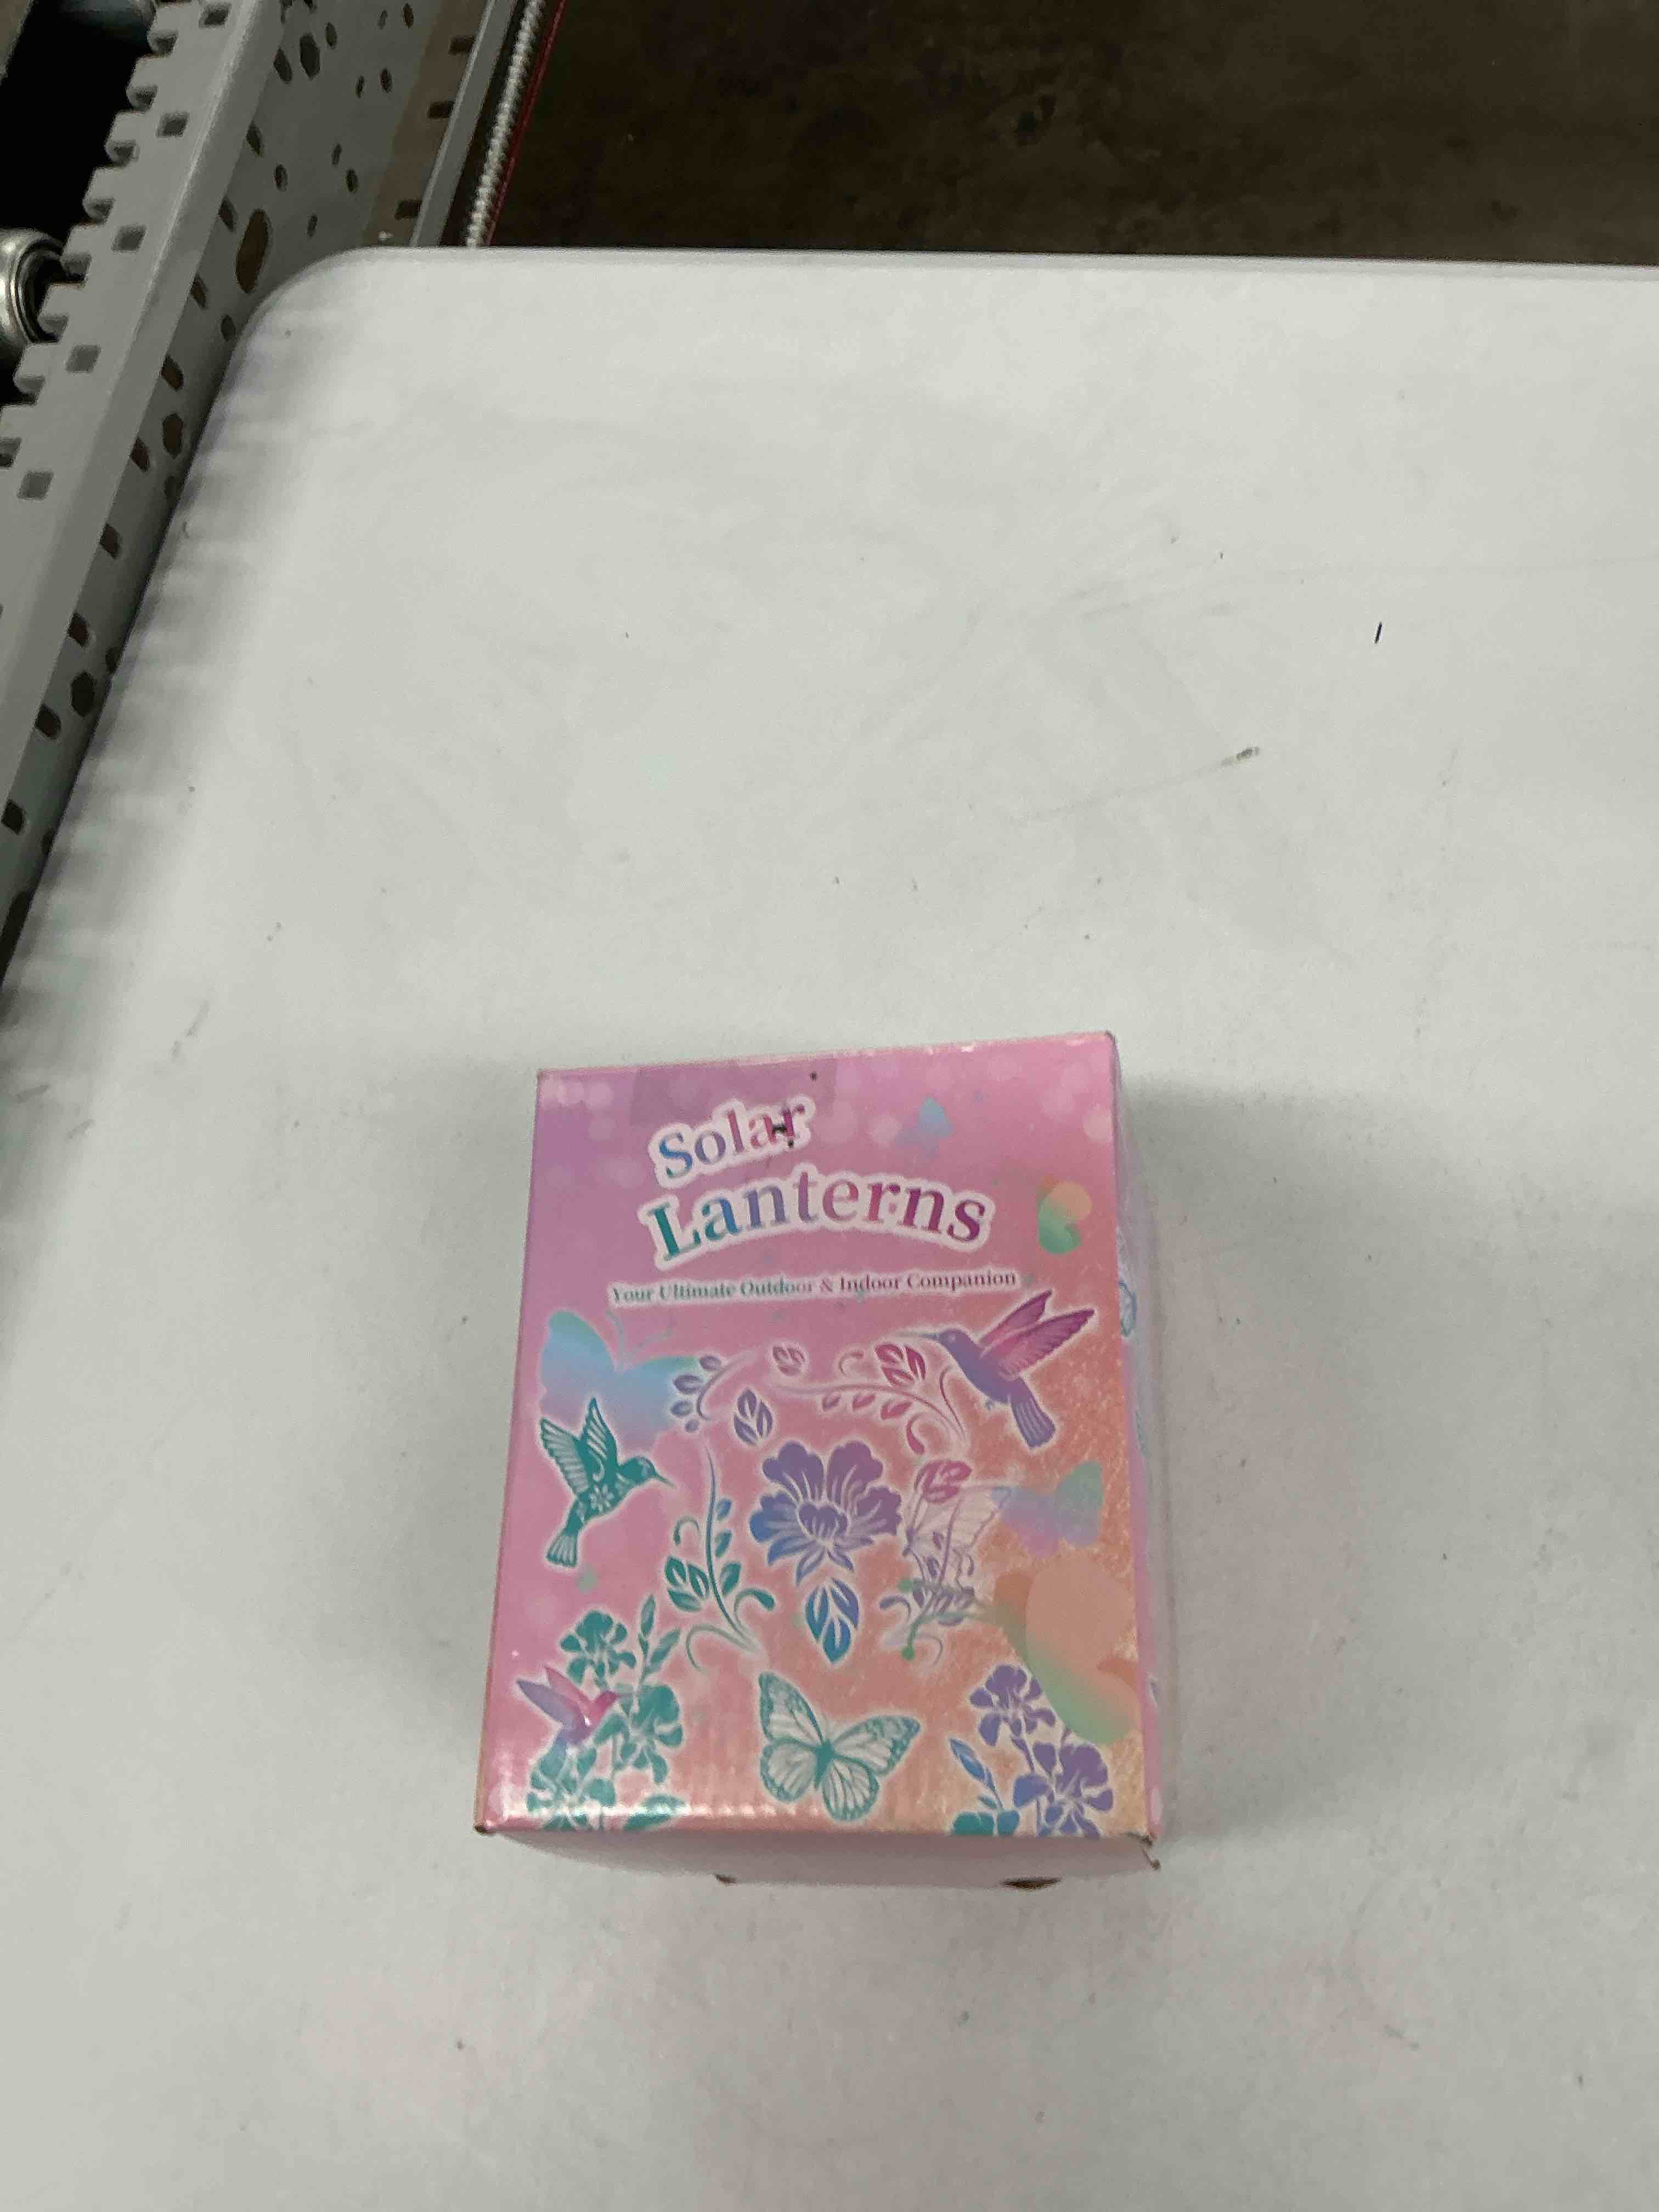 Solar
Lanterns
Your Ultimate Outdoor & Indoor Companion